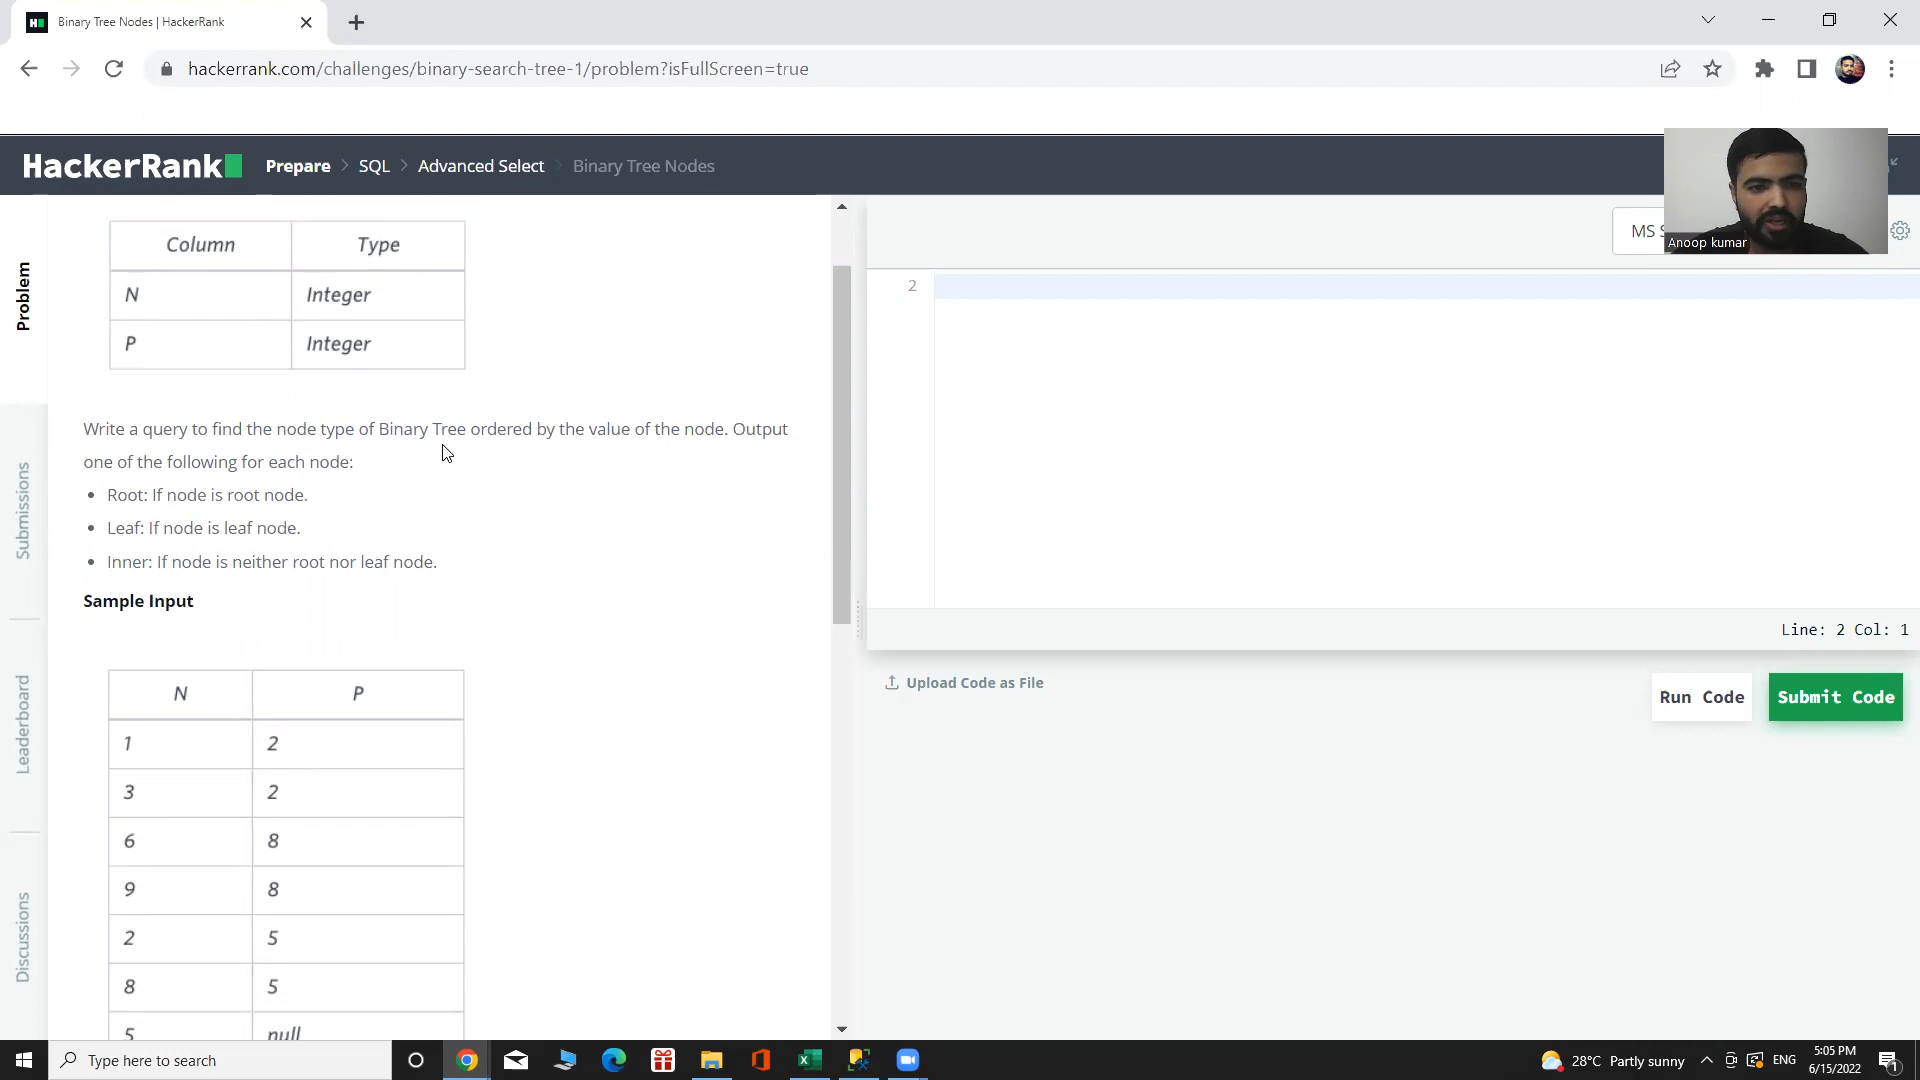 Binary Tree Nodes | HackerRank
hackerrank.com/challenges/binary-search-tree-1/problem?isFullScreen=true
HackerRank
Prepare > SQL > Advanced Select > Binary Tree Nodes
Problem
Submissions
Leaderboard
Discussions
Column Type
N Integer
P Integer
Write a query to find the node type of Binary Tree ordered by the value of the node. Output
one of the following for each node:
• Root: If node is root node.
• Leaf: If node is leaf node.
• Inner: If node is neither root nor leaf node.
Sample Input
N P
1 2
3 2
6 8
9 8
2 5
8 5
5 null
MS
Anoop kumar
2
Line: 2 Col: 1
Upload Code as File
Run Code
Submit Code
Type here to search
28°C Partly sunny
ENG
5:05 PM
6/15/2022
1